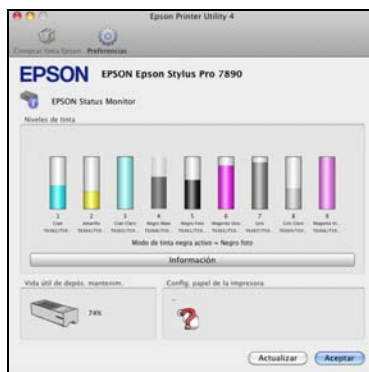 Epson Printer Utility 4
Comprar tinta Epson Preferencias
EPSON EPSON Epson Stylus Pro 7890
EPSON Status Monitor
Niveles de tinta
1 2 3 4 5 6 7 8 9
Cian Amarillo Cian Claro Negro Mate Negro Foto Magenta Vivo Gris Gris Claro Magenta Vi...
Modo de tinta negra activo = Negro foto
Información
Vida útil de depós. mantenim. Config. papel de la impresora
74% -
Actualizar Aceptar